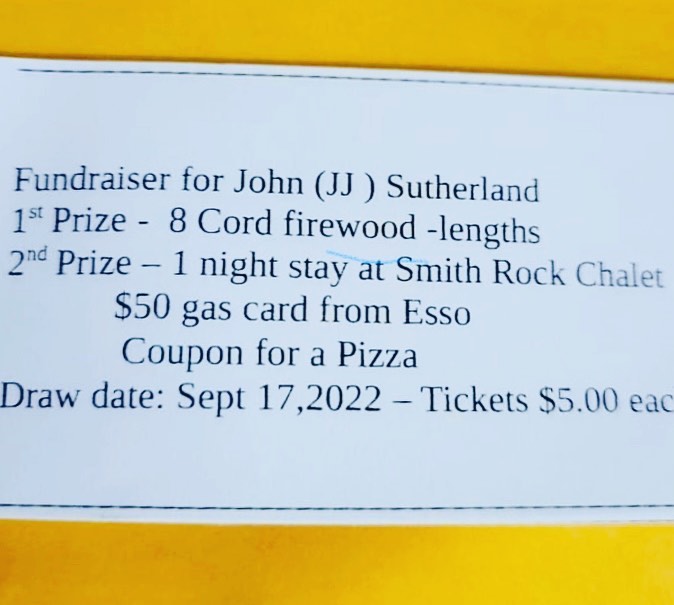 Fundraiser for John (JJ ) Sutherland
1st Prize - 8 Cord firewood -lengths
2nd Prize – 1 night stay at Smith Rock Chalet
$50 gas card from Esso
Coupon for a Pizza
Draw date: Sept 17,2022 – Tickets $5.00 eac